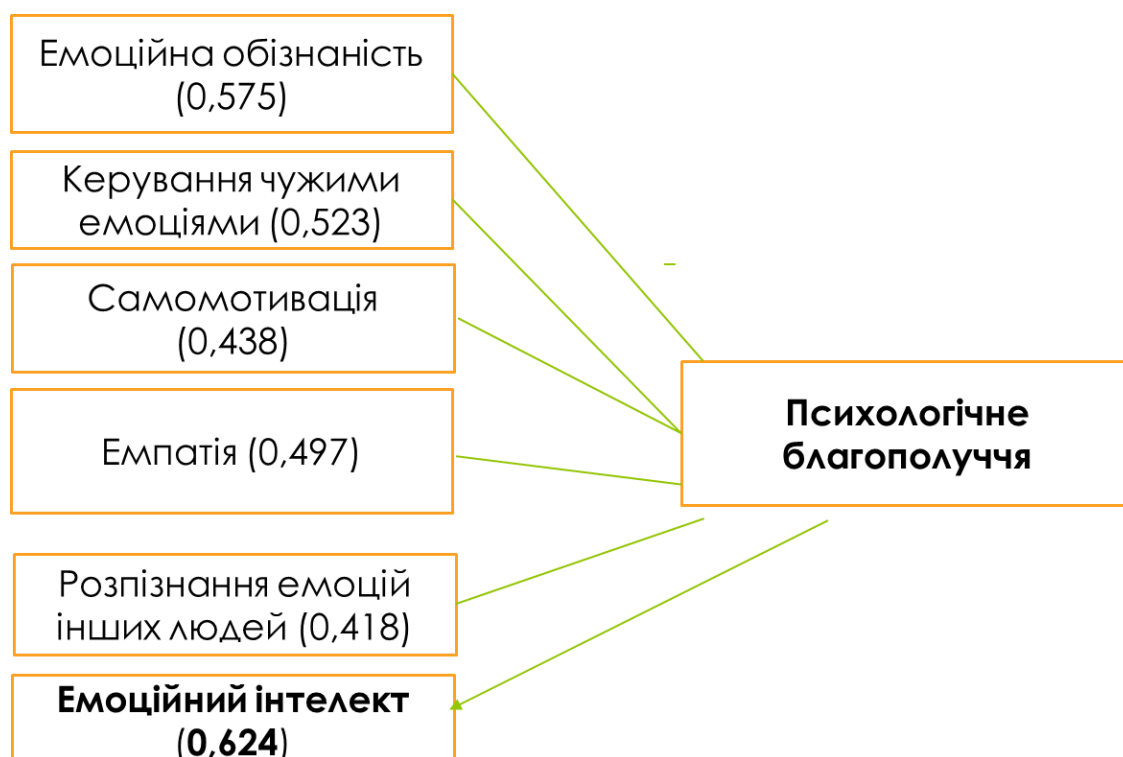 Емоційна обізнаність
(0,575)
Керування чужими
емоціями (0,523)
Самомотивація
(0,438)
Емпатія (0,497)
Розпізнання емоцій
інших людей (0,418)
Емоційний інтелект
(0,624)
Психологічне
благополуччя